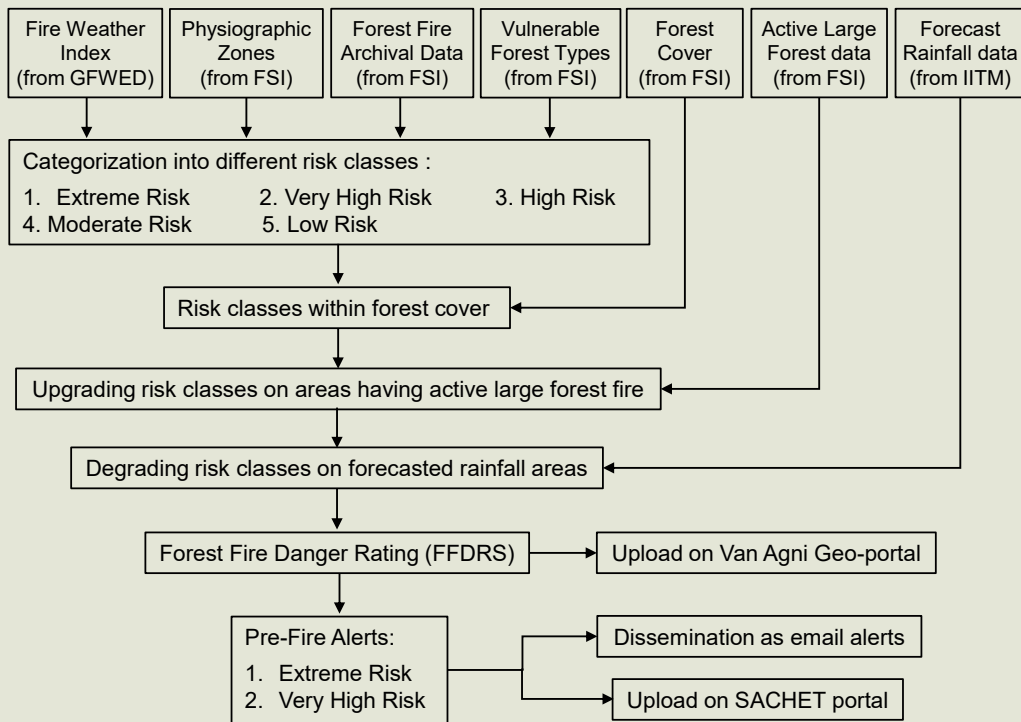 Fire Weather
Index
(from GFWED)
Physiographic
Zones
(from FSI)
Forest Fire
Archival Data
(from FSI)
Vulnerable
Forest Types
(from FSI)
Forest
Cover
(from FSI)
Active Large
Forest data
(from FSI)
Forecast
Rainfall data
(from IITM)
Categorization into different risk classes :
1. Extreme Risk 2. Very High Risk 3. High Risk
4. Moderate Risk 5. Low Risk
Risk classes within forest cover
Upgrading risk classes on areas having active large forest fire
Degrading risk classes on forecasted rainfall areas
Forest Fire Danger Rating (FFDRS)
Upload on Van Agni Geo-portal
Pre-Fire Alerts:
1. Extreme Risk
2. Very High Risk
Dissemination as email alerts
Upload on SACHET portal